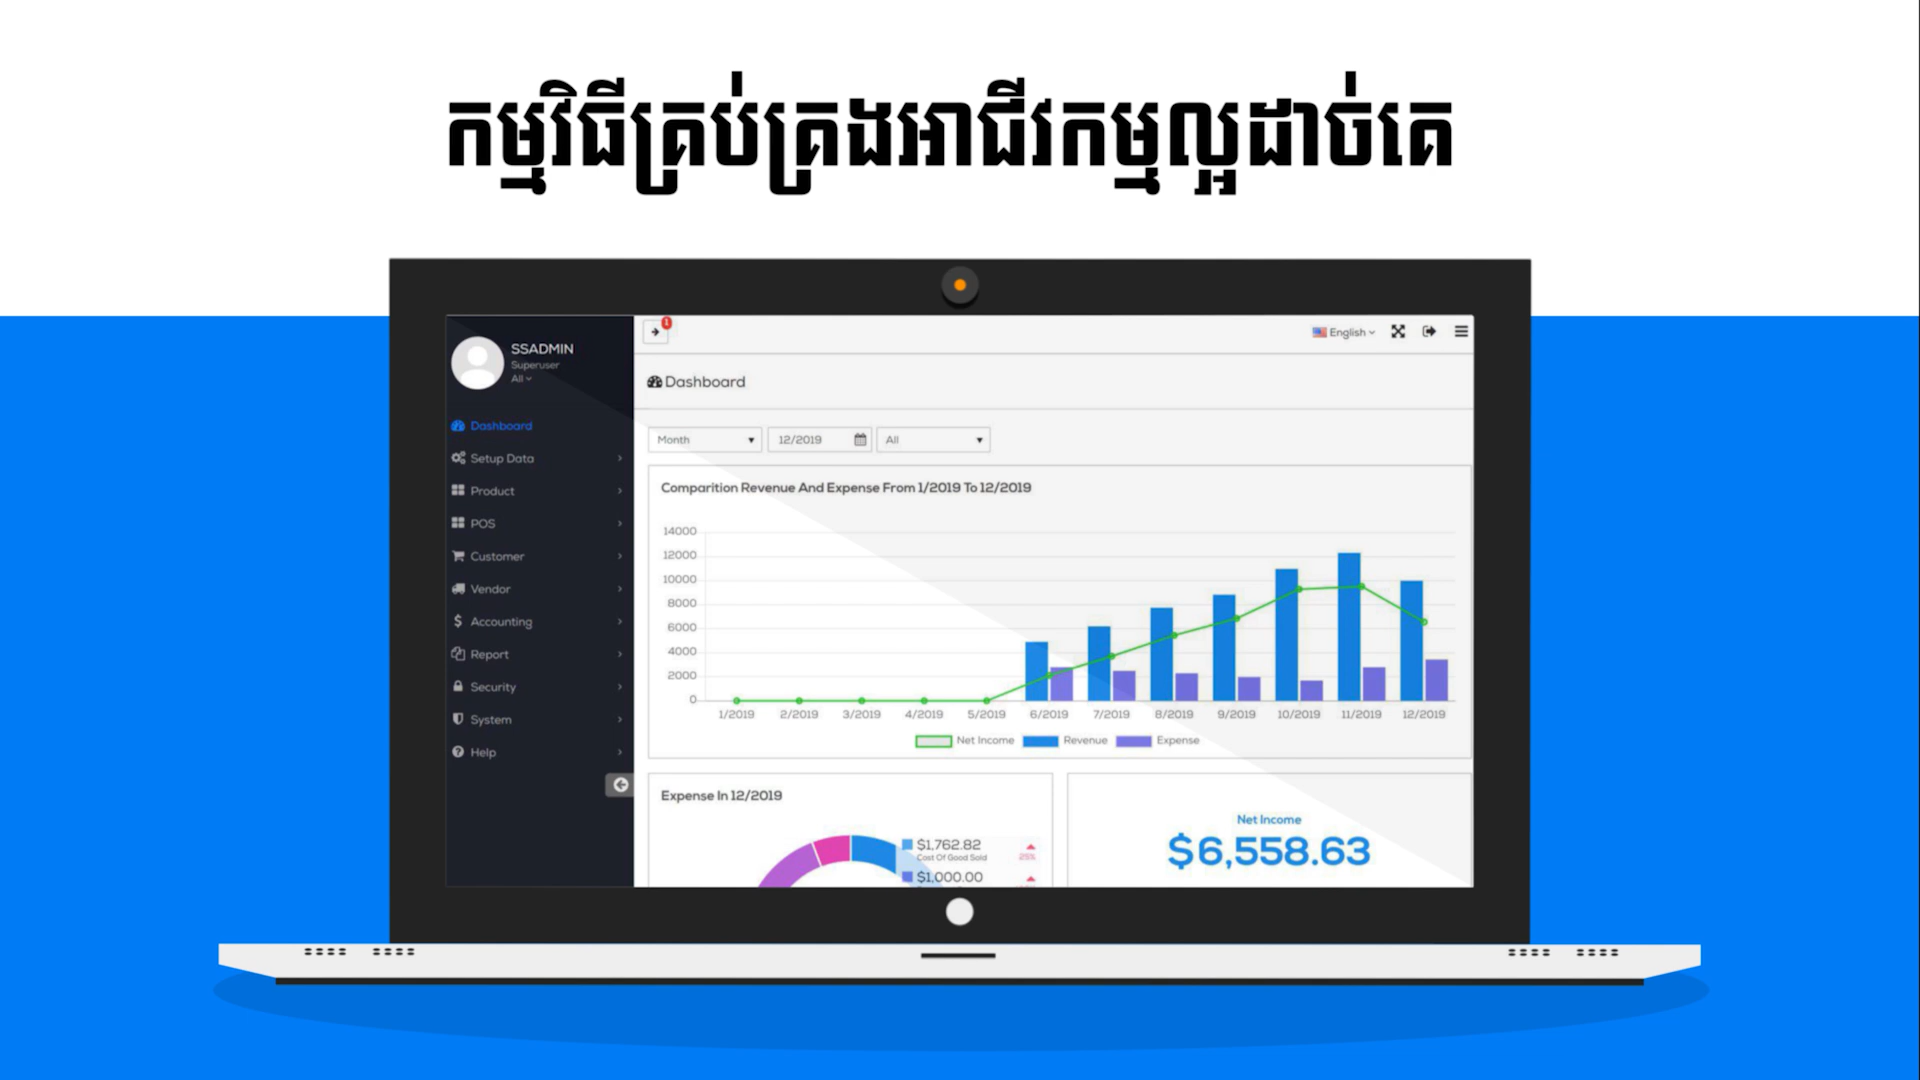 កម្មវិធីគ្រប់គ្រងអាជីវកម្មល្អដាច់គេ
SSADMIN
Superuser
All
Dashboard
Setup Data
Product
POS
Customer
Vendor
Accounting
Report
Security
System
Help
1
English
Dashboard
Month
12/2019
All
Comparition Revenue And Expense From 1/2019 To 12/2019
14000
12000
10000
8000
6000
4000
2000
0
1/2019 2/2019 3/2019 4/2019 5/2019 6/2019 7/2019 8/2019 9/2019 10/2019 11/2019 12/2019
Net Income Revenue Expense
Expense In 12/2019
$1,762.82
Cost Of Good Sold
25%
$1,000.00
Net Income
$6,558.63